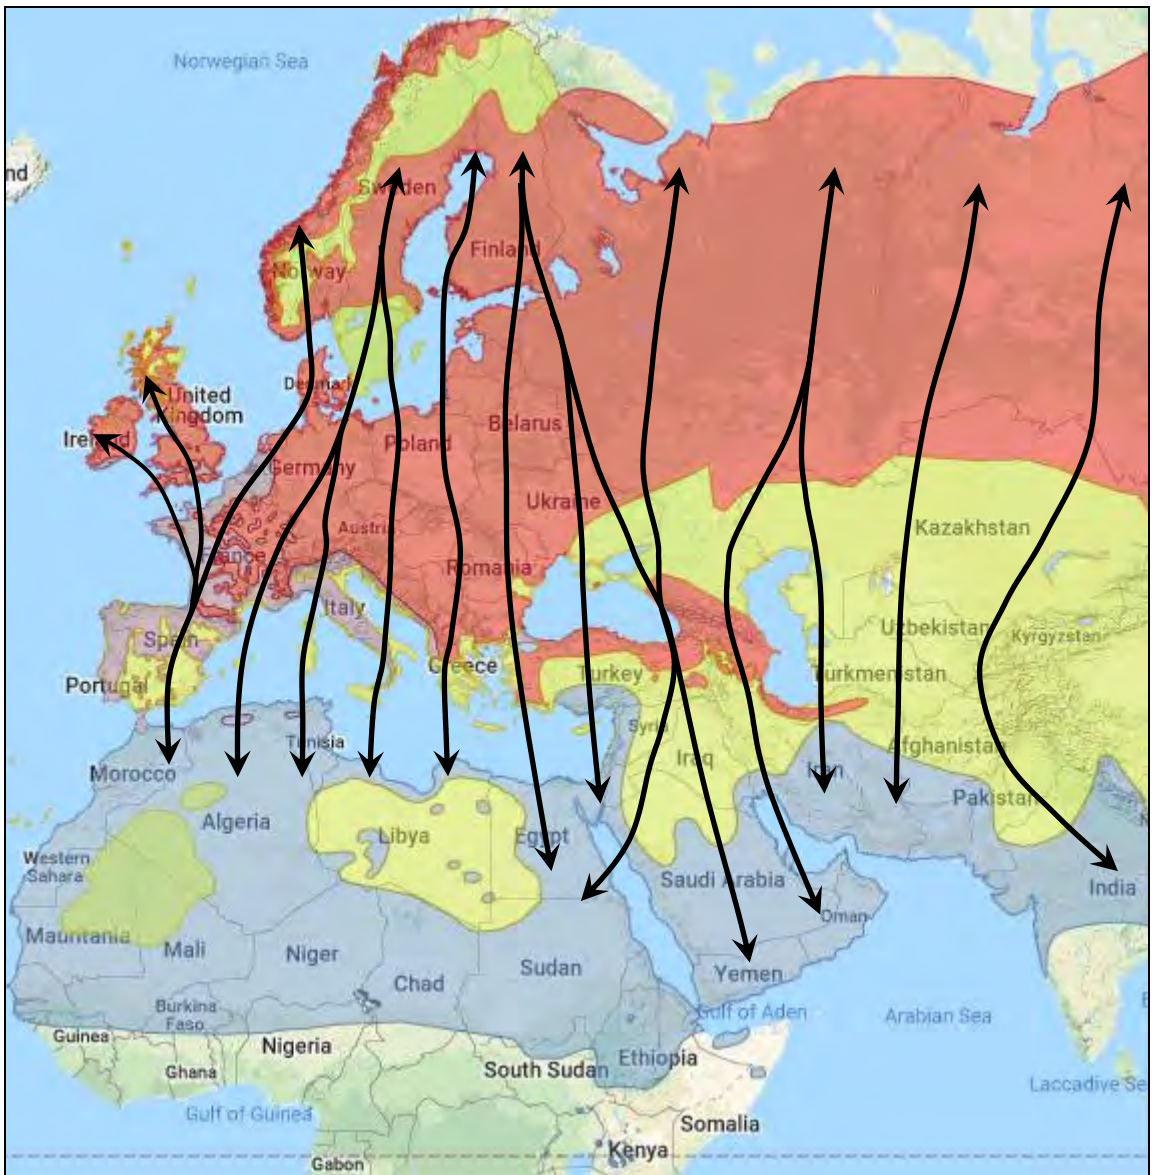 Norwegian Sea
nd
Sweden
Finland
Norway
Denmark
United
Kingdom
Ireland
Belarus
Poland
Germany
Ukraine
Austria
Kazakhstan
France
Romania
Italy
Uzbekistan
Kyrgyzstan
Spain
Greece
Turkey
Turkmenistan
Portugal
Syria
Tunisia
Afghanistan
Iraq
Morocco
Iran
Pakistan
Algeria
Libya
Egypt
N
Western
Sahara
Saudi Arabia
India
Oman
Mauritania
Mali
Niger
Sudan
Chad
Yemen
Burkina
Faso
Gulf of Aden
Arabian Sea
Guinea
Nigeria
Ethiopia
South Sudan
Ghana
Laccadive Se
Gulf of Guinea
Somalia
Kenya
Gabon